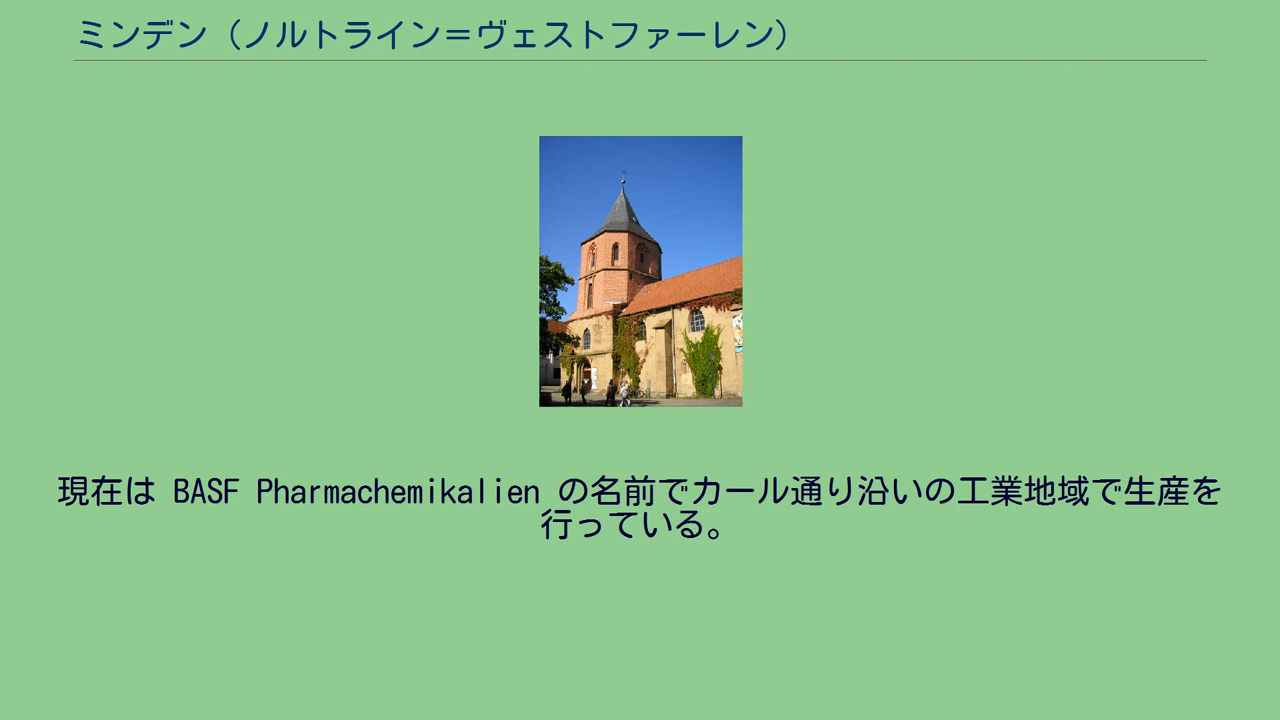 ミンデン（ノルトライン＝ヴェストファーレン）
現在は BASF Pharmachemikalien の名前でカール通り沿いの工業地域で生産を
行っている。